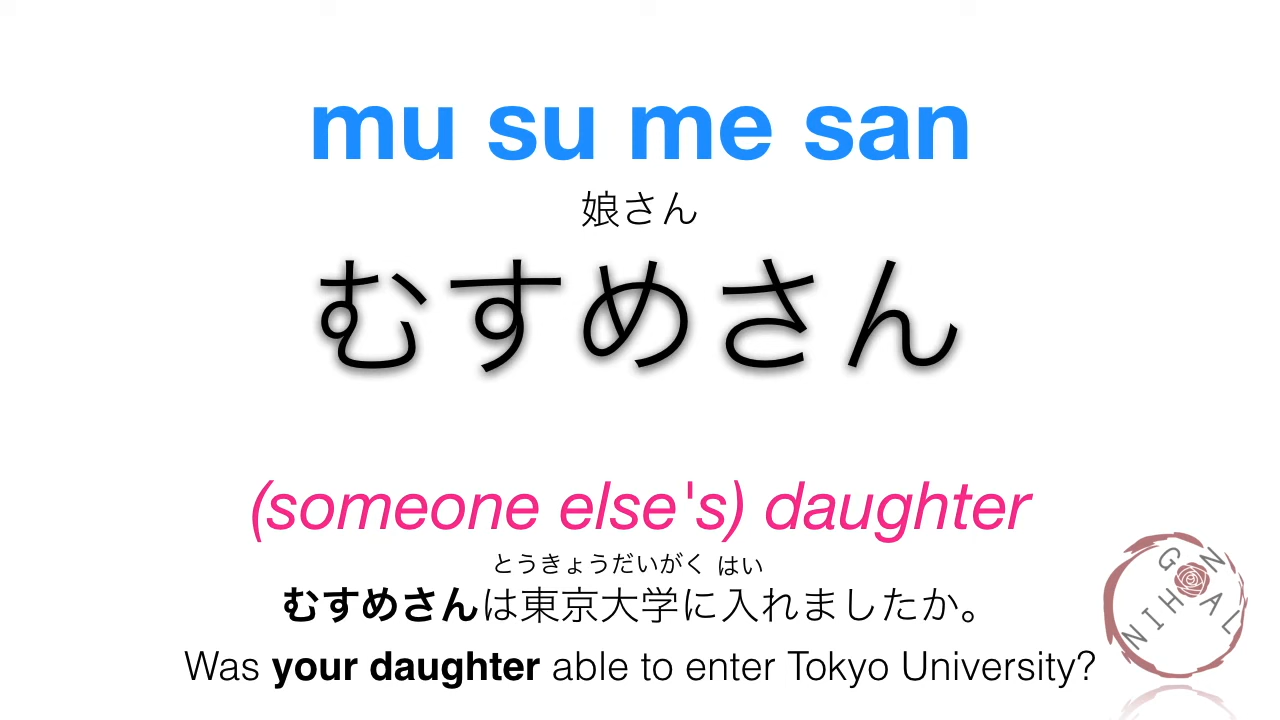 mu su me san
娘さん
むすめさん
(someone else's) daughter
とうきょうだいがく はい
むすめさんは東京大学に入れましたか。
Was your daughter able to enter Tokyo University?
NIHONGAL